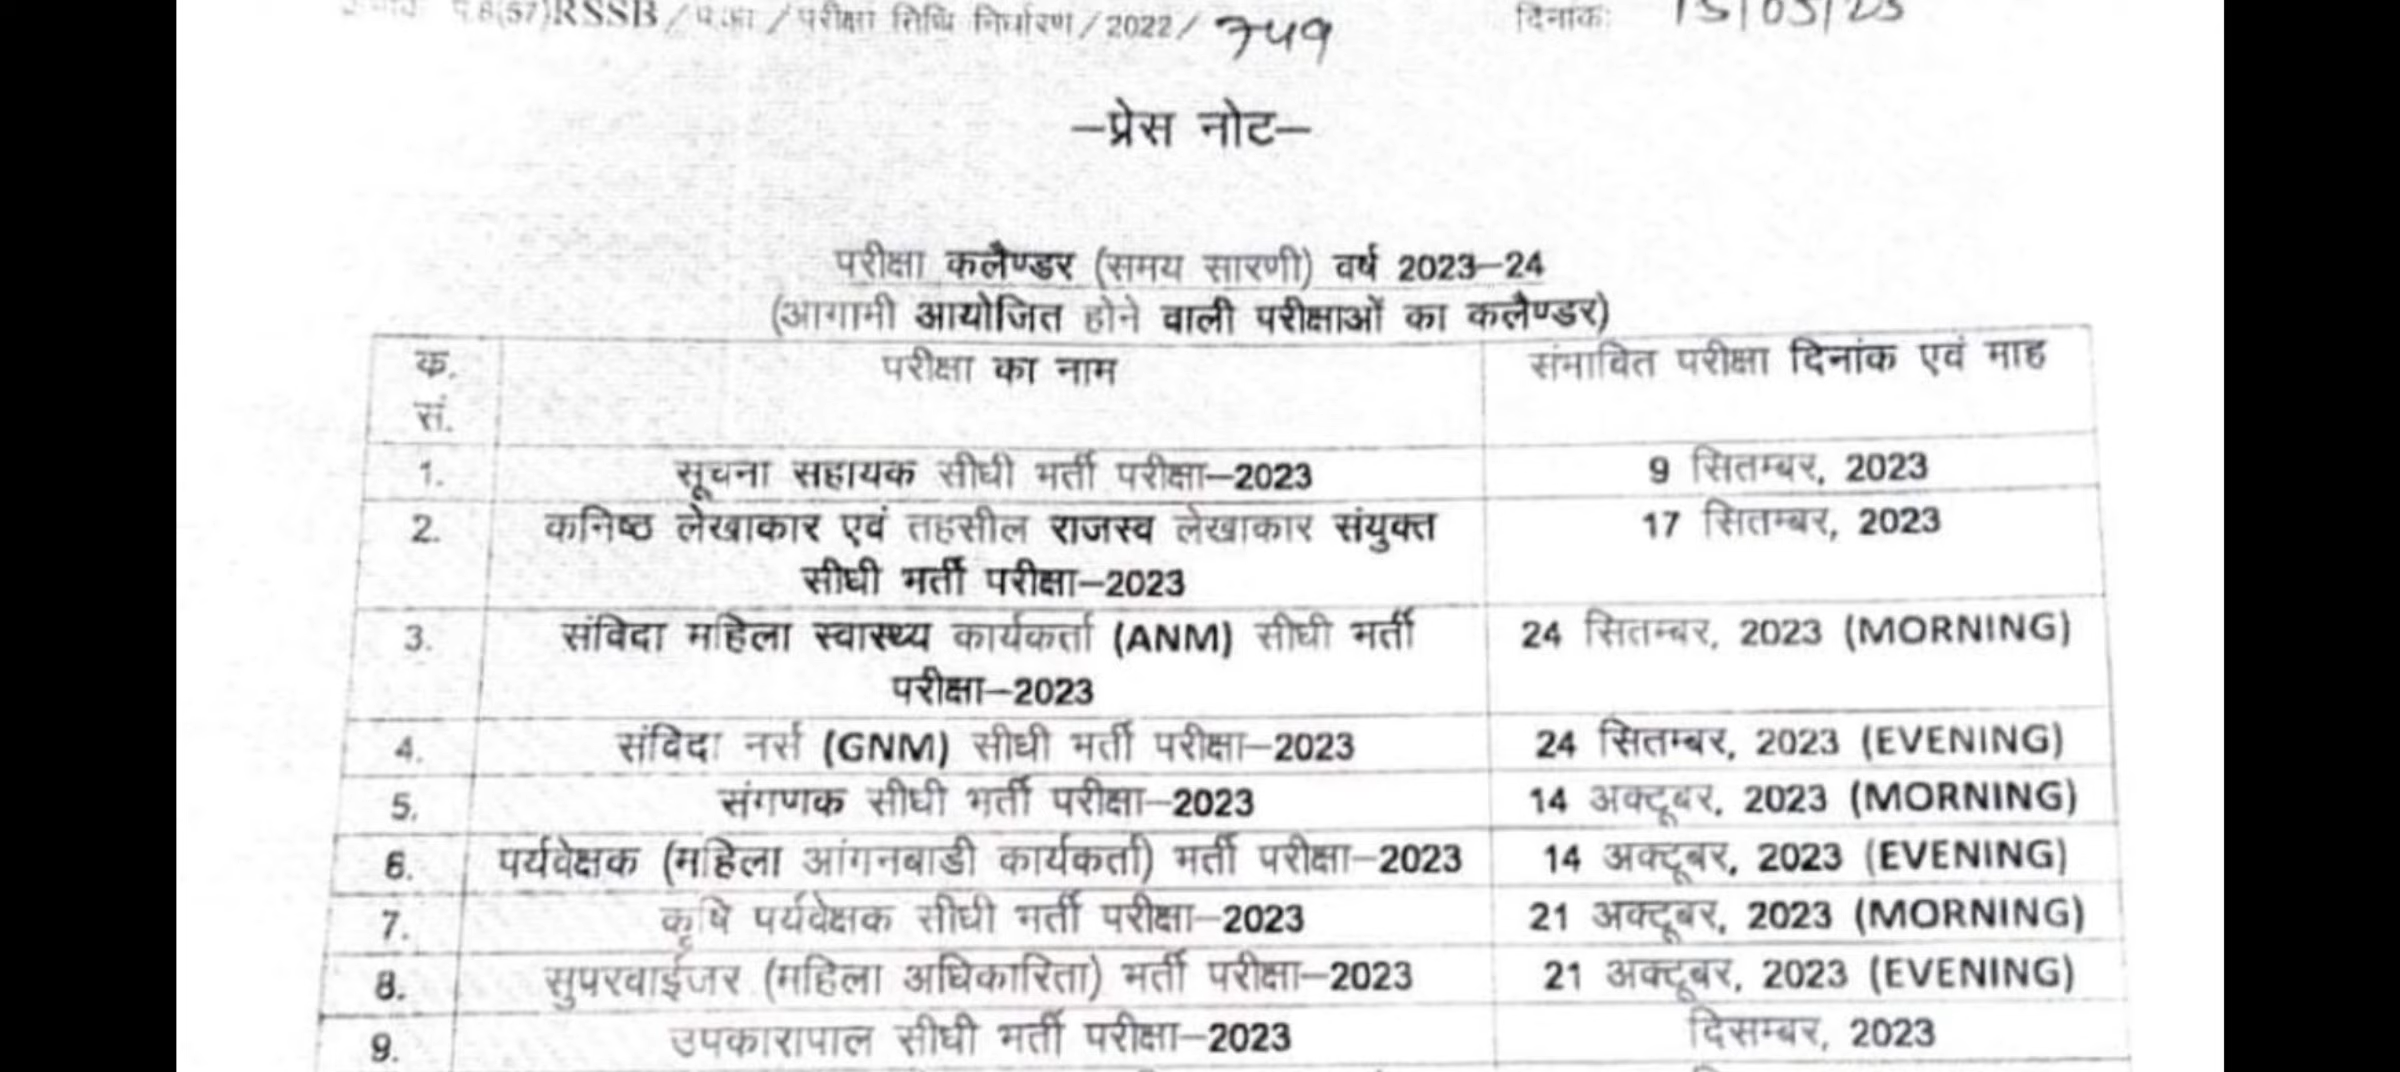 प.8(57)RSSB / प.क्षा / परीक्षा तिथि निर्धारण / 2022 / 749 दिनांक:
–प्रेस नोट–
परीक्षा कलैण्डर (समय सारणी) वर्ष 2023–24
(आगामी आयोजित होने वाली परीक्षाओं का कलैण्डर)
क. सं. परीक्षा का नाम संभावित परीक्षा दिनांक एवं माह
1. सूचना सहायक सीधी भर्ती परीक्षा–2023 9 सितम्बर, 2023
2. कनिष्ठ लेखाकार एवं तहसील राजस्व लेखाकार संयुक्त 17 सितम्बर, 2023
सीधी भर्ती परीक्षा–2023
3. संविदा महिला स्वास्थ्य कार्यकर्ता (ANM) सीधी भर्ती 24 सितम्बर, 2023 (MORNING)
परीक्षा–2023
4. संविदा नर्स (GNM) सीधी भर्ती परीक्षा–2023 24 सितम्बर, 2023 (EVENING)
5. संगणक सीधी भर्ती परीक्षा–2023 14 अक्टूबर, 2023 (MORNING)
6. पर्यवेक्षक (महिला आंगनबाडी कार्यकर्ता) भर्ती परीक्षा–2023 14 अक्टूबर, 2023 (EVENING)
7. कृषि पर्यवेक्षक सीधी भर्ती परीक्षा–2023 21 अक्टूबर, 2023 (MORNING)
8. सुपरवाईजर (महिला अधिकारिता) भर्ती परीक्षा–2023 21 अक्टूबर, 2023 (EVENING)
9. उपकारापाल सीधी भर्ती परीक्षा–2023 दिसम्बर, 2023